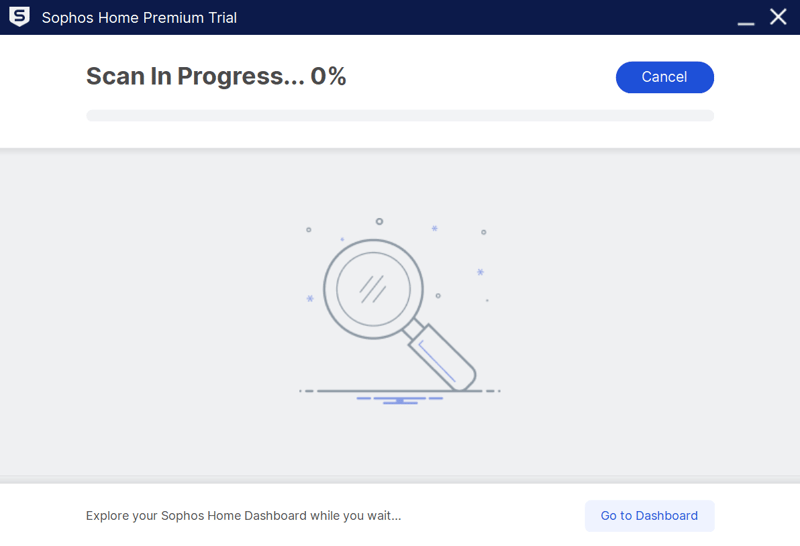 Sophos Home Premium Trial
Scan In Progress... 0%
Cancel
Explore your Sophos Home Dashboard while you wait...
Go to Dashboard